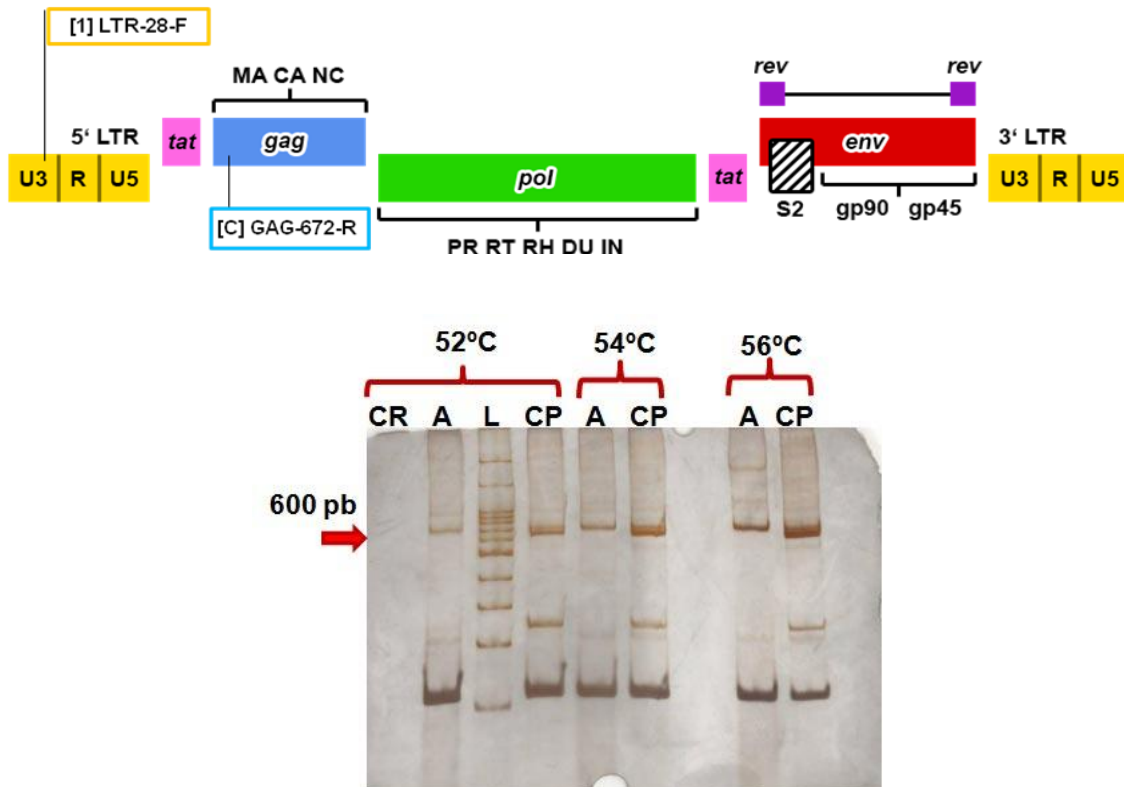 [1] LTR-28-F
MA CA NC
rev rev
5‘ LTR tat gag env 3‘ LTR
U3 R U5 pol tat U3 R U5
[C] GAG-672-R
S2 gp90 gp45
PR RT RH DU IN
52ºC 54ºC 56ºC
CR A L CP A CP A CP
600 pb